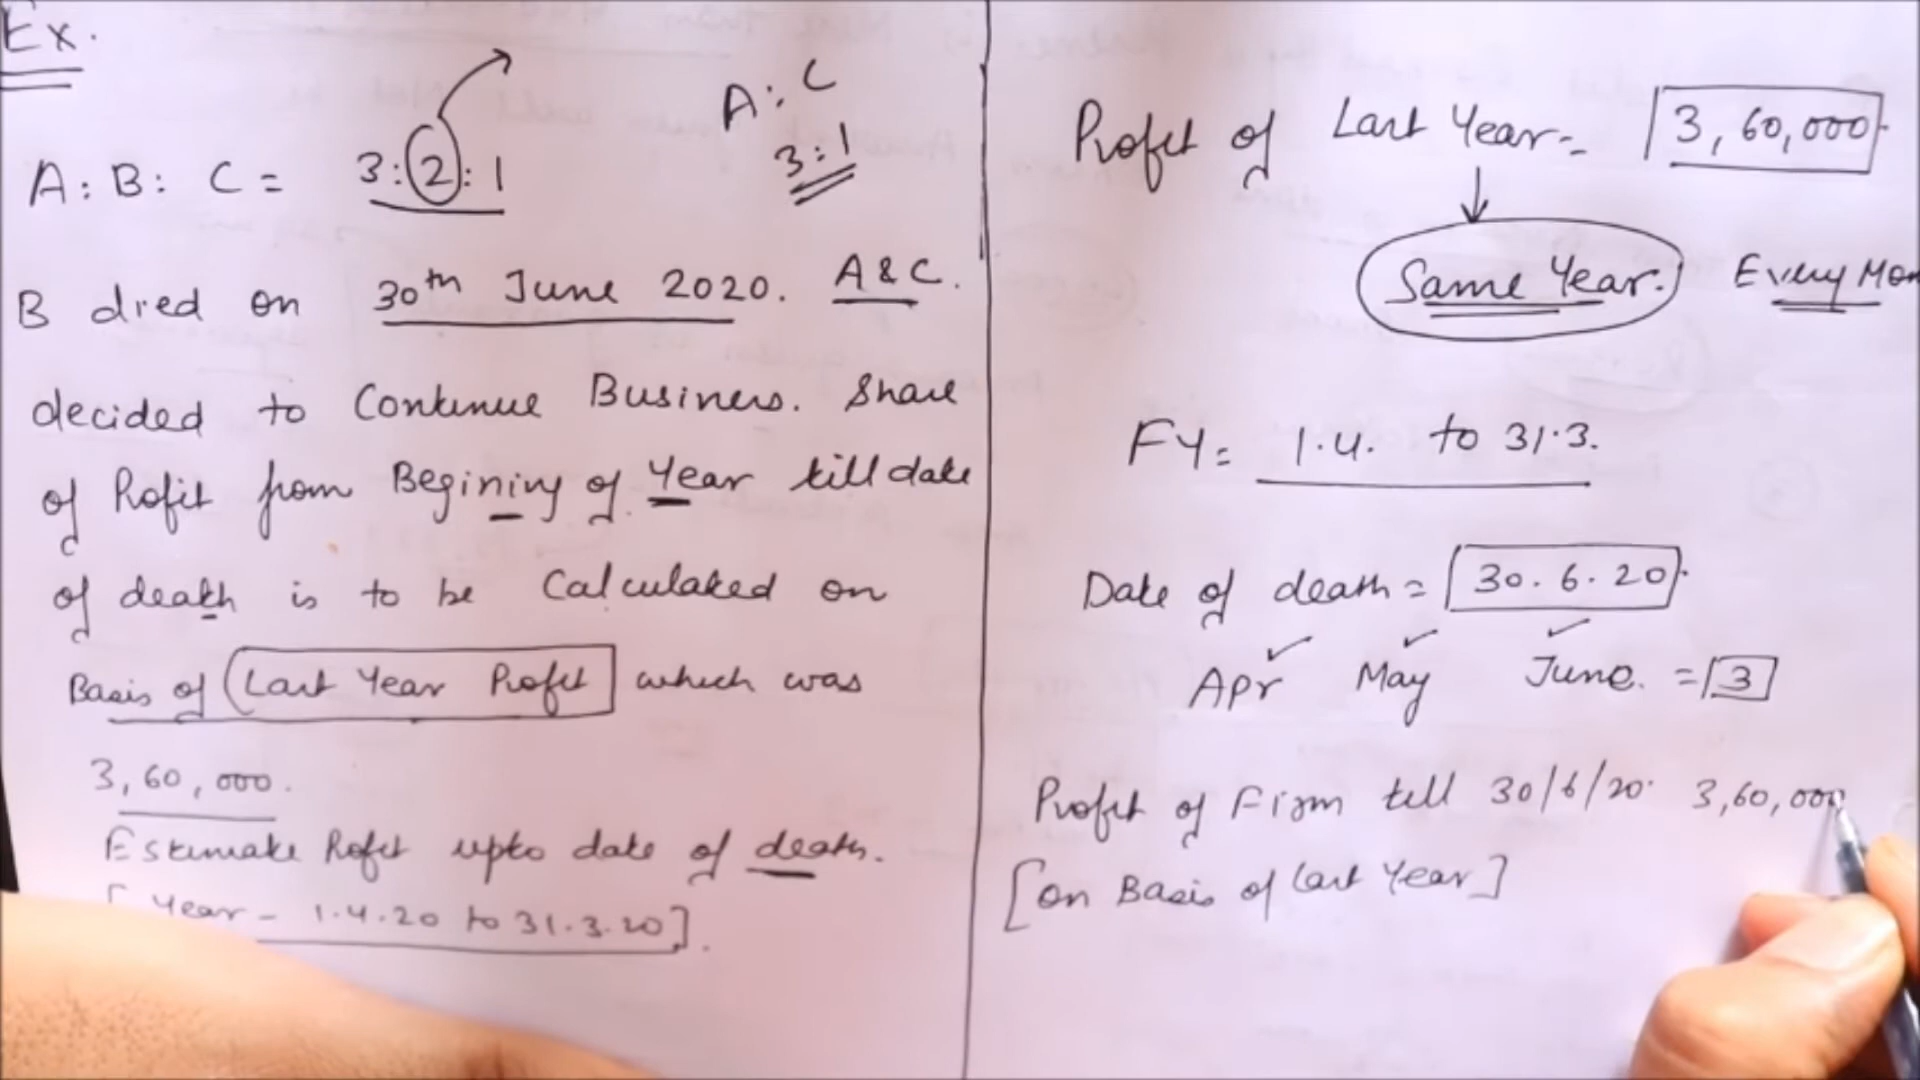 Ex.
A : C
3:1
A : B : C = 3:2:1
B died on 30th June 2020. A & C.
decided to Continue Business. Share
of Profit from Begining of Year till date
of death is to be Calculated on
Basis of Last Year Profit which was
3,60,000.
Estimate Profit upto date of death.
[Year - 1.4.20 to 31.3.20].
Profit of Last Year = 3,60,000
Same Year. Every Mon
FY = 1.4. to 31.3.
Date of death = 30.6.20
Apr May June. = 3
Profit of Firm till 30/6/20. 3,60,000
[on Basis of Last Year]